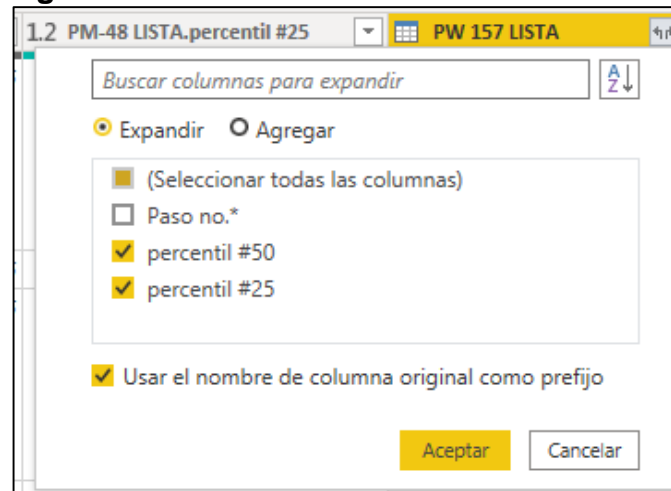 1.2 PM-48 LISTA.percentil #25 PW 157 LISTA
Buscar columnas para expandir AZ
Expandir Agregar
(Seleccionar todas las columnas)
Paso no.*
percentil #50
percentil #25
Usar el nombre de columna original como prefijo
Aceptar Cancelar